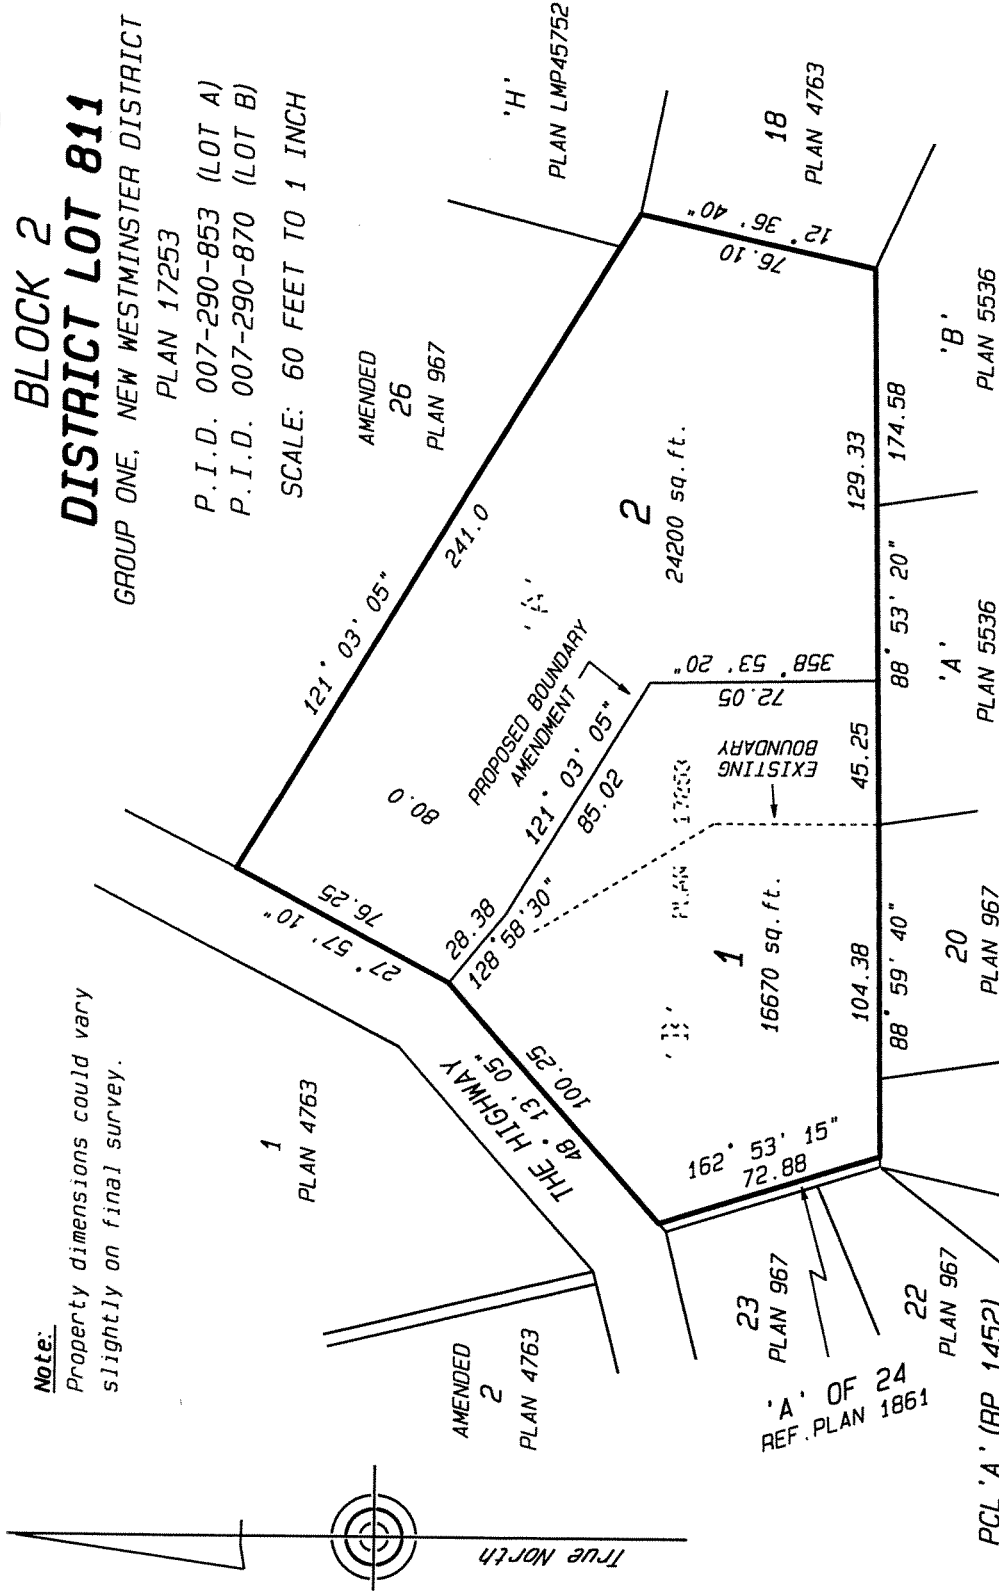 BLOCK 2
DISTRICT LOT 811
GROUP ONE, NEW WESTMINSTER DISTRICT
PLAN 17253
P.I.D. 007-290-853 (LOT A)
P.I.D. 007-290-870 (LOT B)
SCALE: 60 FEET TO 1 INCH
Note:
Property dimensions could vary
slightly on final survey.
True North
1
PLAN 4763
AMENDED
2
PLAN 4763
THE HIGHWAY
AMENDED
26
PLAN 967
'H'
PLAN LMP45752
18
PLAN 4763
121° 03' 05"
241.0
27° 57' 10"
76.25
80.0
'A'
PROPOSED BOUNDARY
AMENDMENT
28.38
128°58'30"
121° 03' 05"
85.02
48° 13' 05"
100.25
2
24200 sq.ft.
12° 36' 40"
76.10
358° 53' 20"
72.05
EXISTING
BOUNDARY
PLAN 17253
'B'
1
16670 sq.ft.
162° 53' 15"
72.88
104.38
45.25
129.33
88° 59' 40"
88° 53' 20"
174.58
23
PLAN 967
'A' OF 24
REF.PLAN 1861
22
PLAN 967
20
PLAN 967
'A'
PLAN 5536
'B'
PLAN 5536
PCL 'A' (RP 1452)